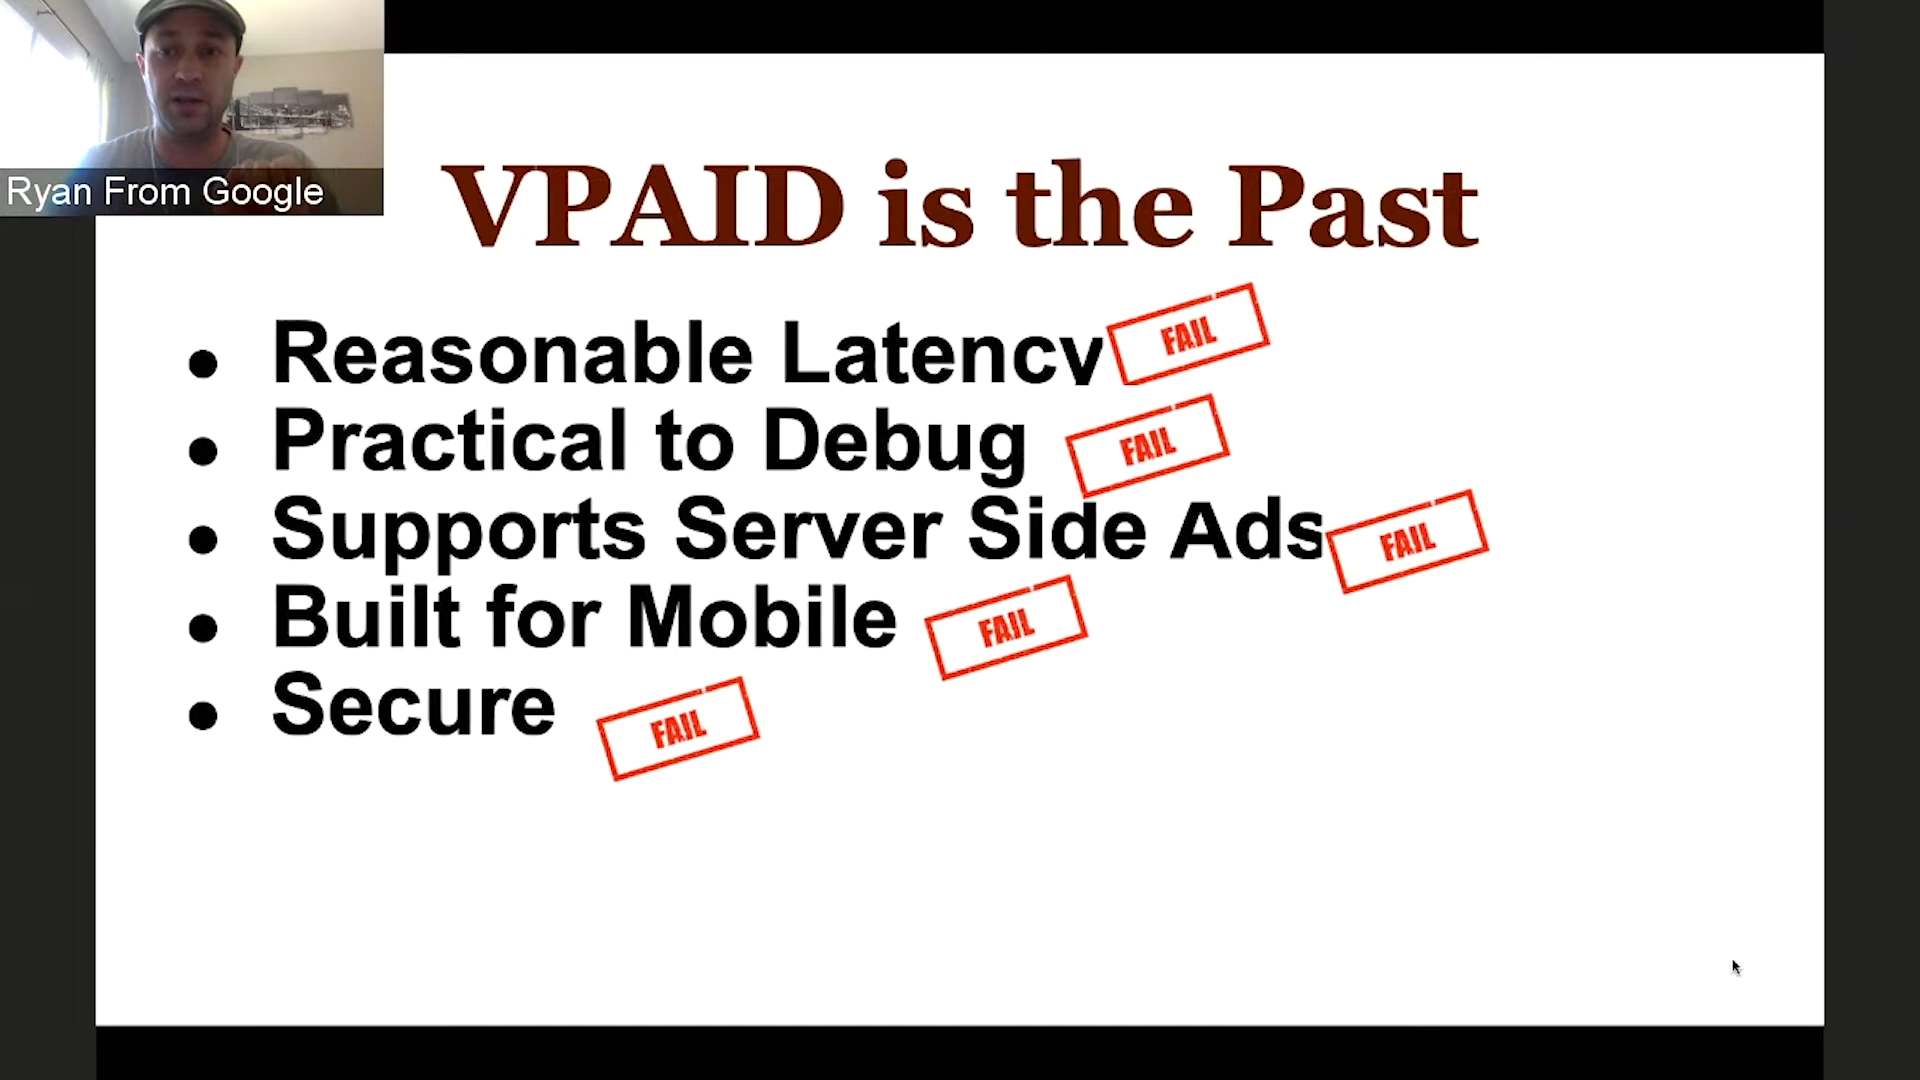 Ryan From Google
VPAID is the Past
Reasonable Latency FAIL
Practical to Debug FAIL
Supports Server Side Ads FAIL
Built for Mobile FAIL
Secure FAIL